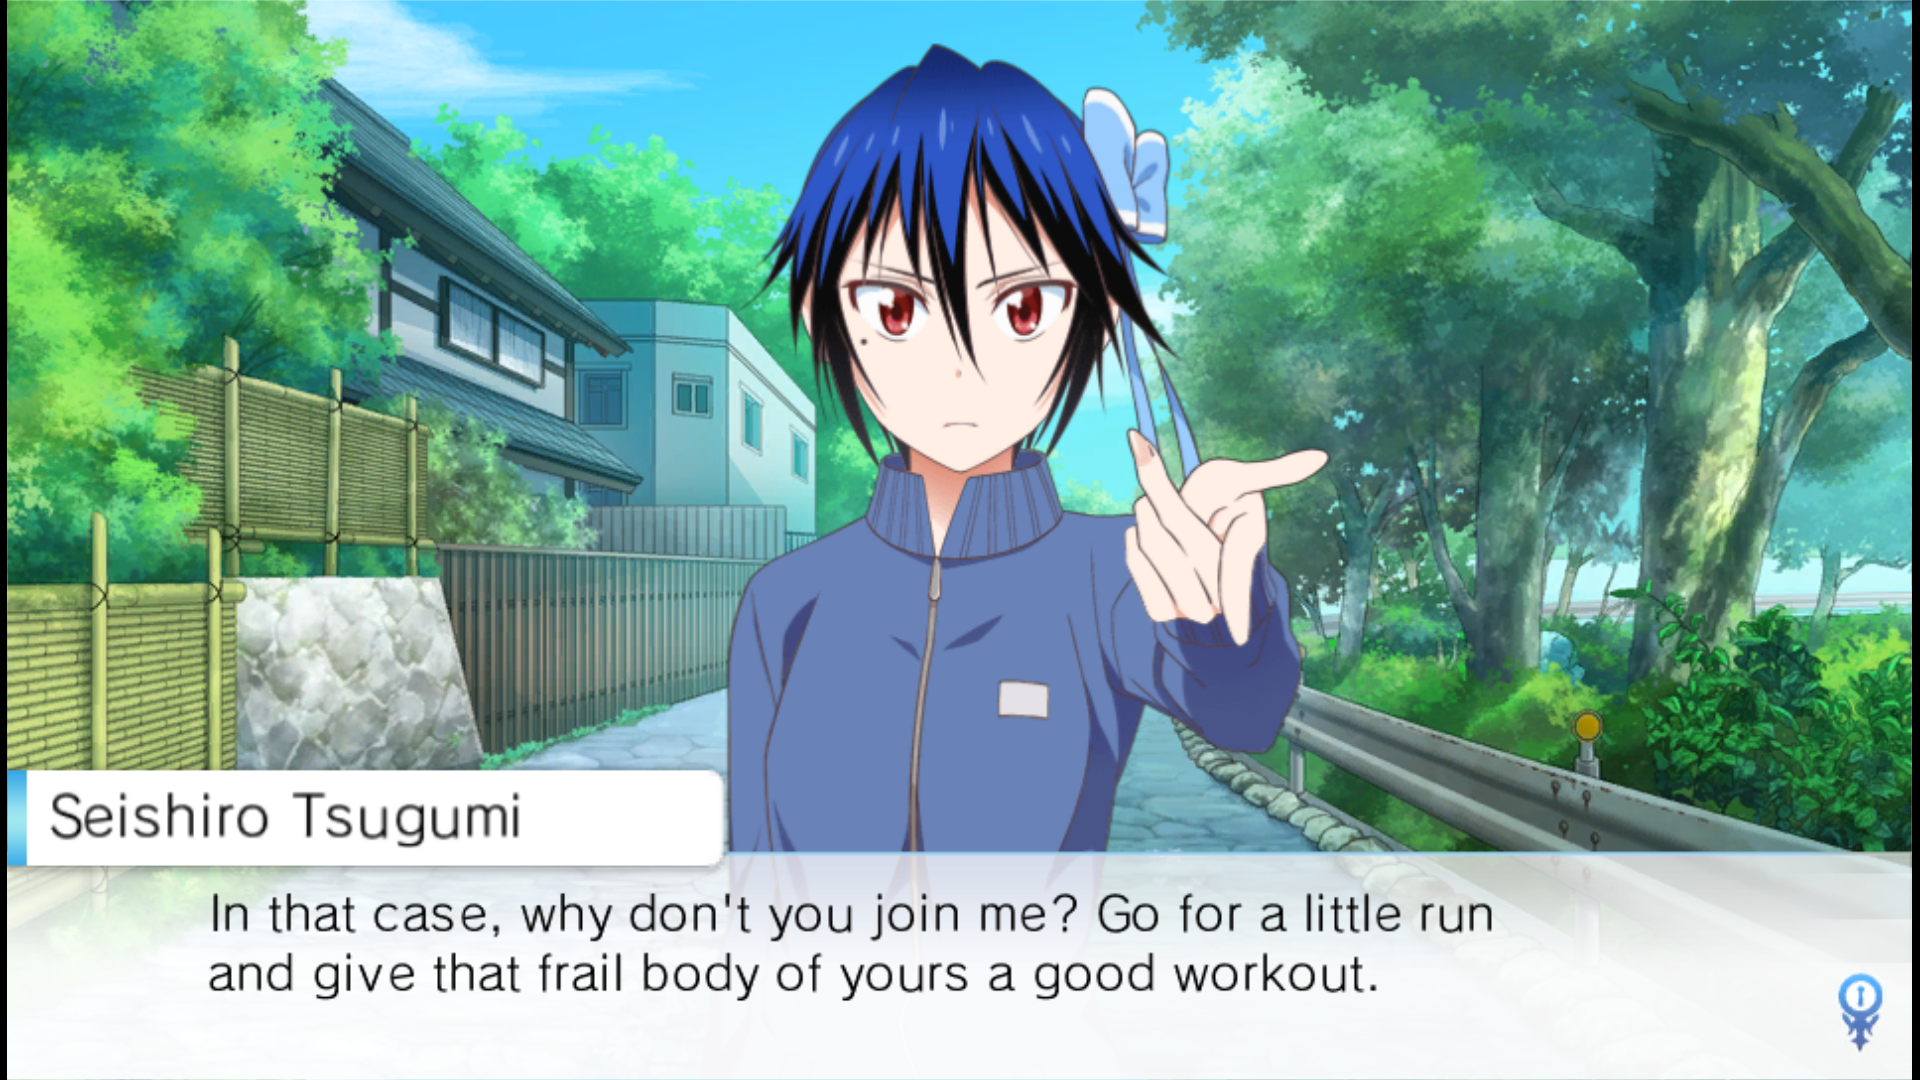 Seishiro Tsugumi
In that case, why don't you join me? Go for a little run
and give that frail body of yours a good workout.